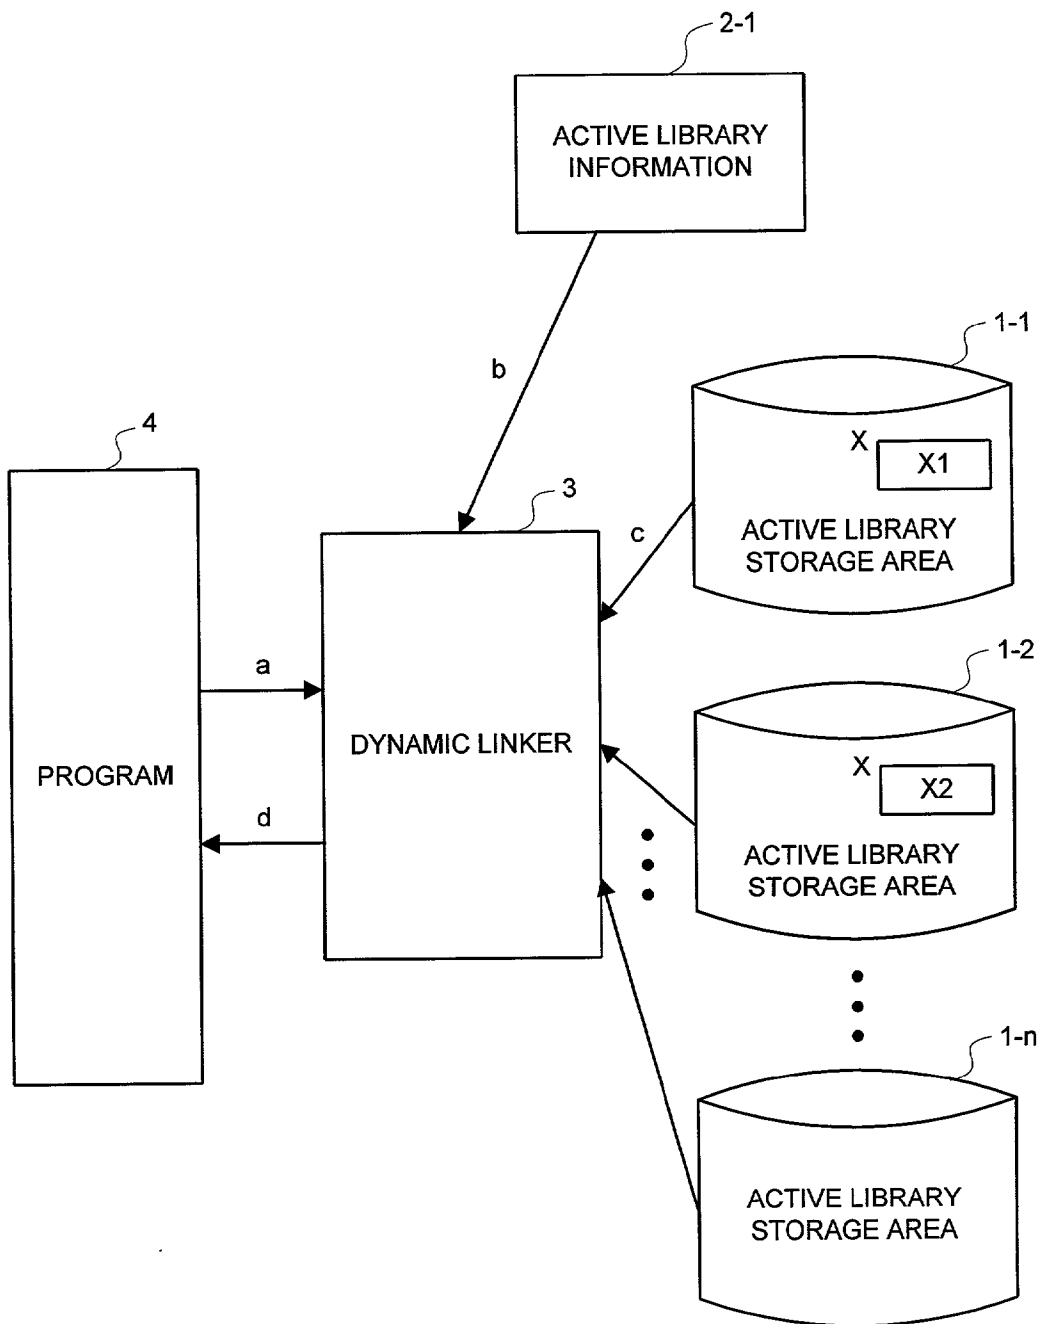 2-1
ACTIVE LIBRARY
INFORMATION
1-1
b
4
X
X1
3
c
ACTIVE LIBRARY
STORAGE AREA
1-2
a
DYNAMIC LINKER
X
X2
PROGRAM
d
ACTIVE LIBRARY
STORAGE AREA
1-n
ACTIVE LIBRARY
STORAGE AREA